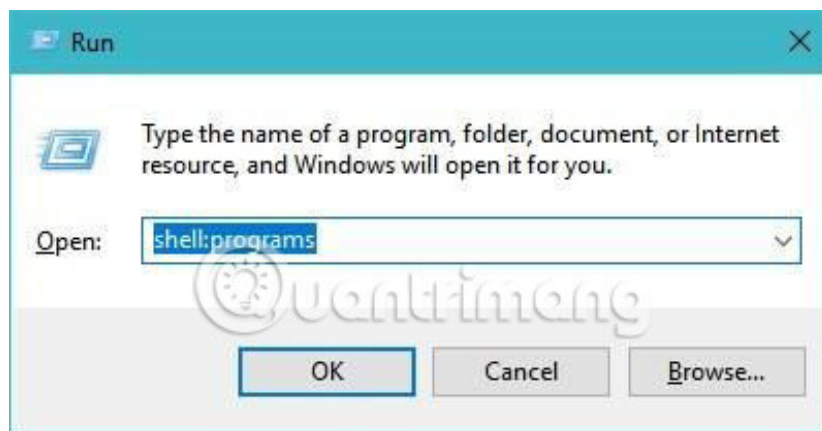 Run
Type the name of a program, folder, document, or Internet
resource, and Windows will open it for you.
Open: shell:programs
Quantrimang
OK Cancel Browse...